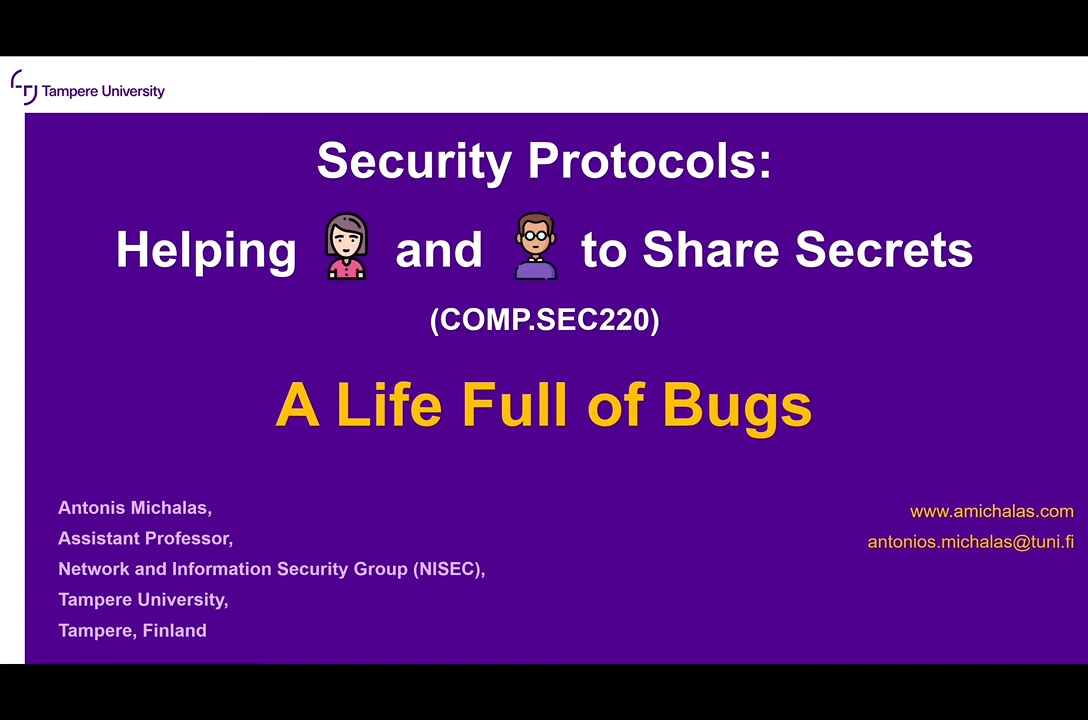 Tampere University
Security Protocols:
Helping and to Share Secrets
(COMP.SEC220)
A Life Full of Bugs
Antonis Michalas,
Assistant Professor,
Network and Information Security Group (NISEC),
Tampere University,
Tampere, Finland
www.amichalas.com
antonios.michalas@tuni.fi